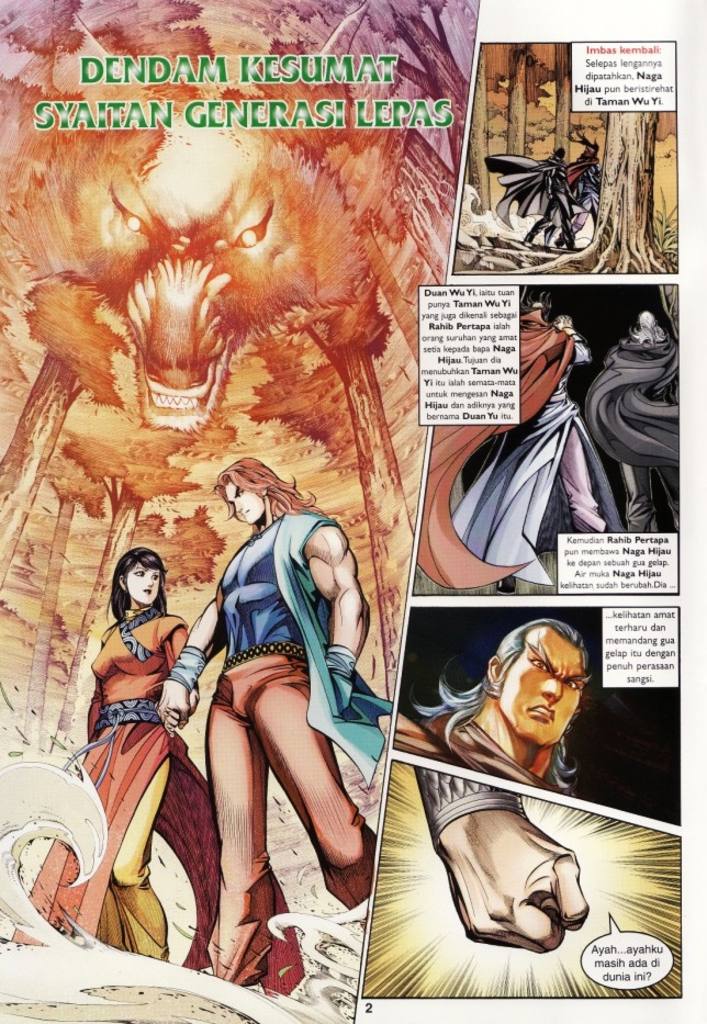 DENDAM KESUMAT
SYAITAN GENERASI LEPAS
Imbas kembali:
Selepas lengannya
dipatahkan, Naga
Hijau pun beristirehat
di Taman Wu Yi.
Duan Wu Yi, iaitu tuan
punya Taman Wu Yi
yang juga dikenali sebagai
Rahib Pertapa ialah
orang suruhan yang amat
setia kepada bapa Naga
Hijau.Tujuan dia
menubuhkan Taman Wu
Yi itu ialah semata-mata
untuk mengesan Naga
Hijau dan adiknya yang
bernama Duan Yu itu.
Kemudian Rahib Pertapa
pun membawa Naga Hijau
ke depan sebuah gua gelap.
Air muka Naga Hijau
kelihatan sudah berubah.Dia ...
...kelihatan amat
terharu dan
memandang gua
gelap itu dengan
penuh perasaan
sangsi.
Ayah...ayahku
masih ada di
dunia ini?
2